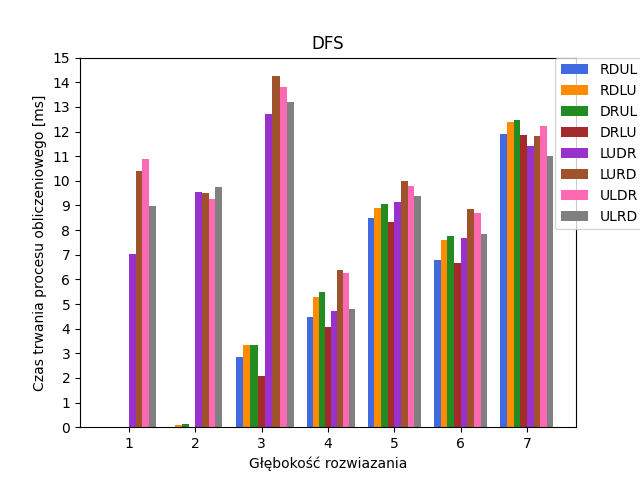 DFS
15
14
13
12
11
10
9
8
7
6
5
4
3
2
1
0
Czas trwania procesu obliczeniowego [ms]
1 2 3 4 5 6 7
Głębokość rozwiazania
RDUL
RDLU
DRUL
DRLU
LUDR
LURD
ULDR
ULRD